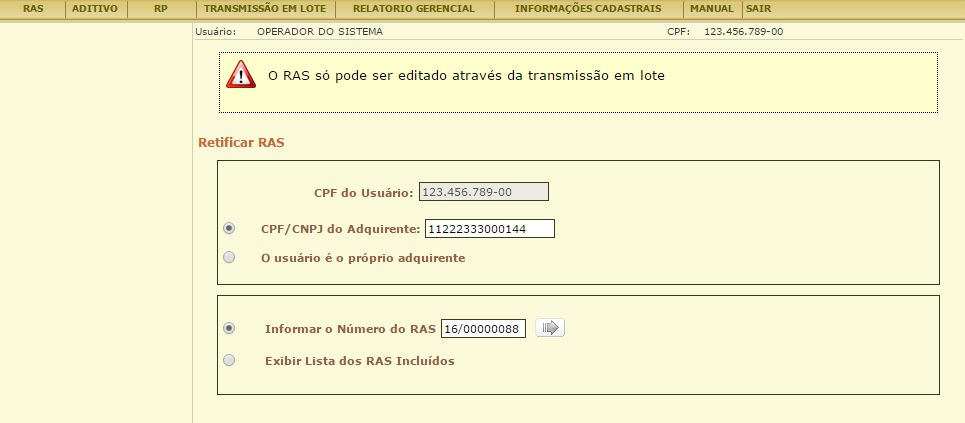 RAS ADITIVO RP TRANSMISSÃO EM LOTE RELATORIO GERENCIAL INFORMAÇÕES CADASTRAIS MANUAL SAIR
Usuário: OPERADOR DO SISTEMA CPF: 123.456.789-00
O RAS só pode ser editado através da transmissão em lote
Retificar RAS
CPF do Usuário: 123.456.789-00
CPF/CNPJ do Adquirente: 11222333000144
O usuário é o próprio adquirente
Informar o Número do RAS 16/00000088
Exibir Lista dos RAS Incluídos